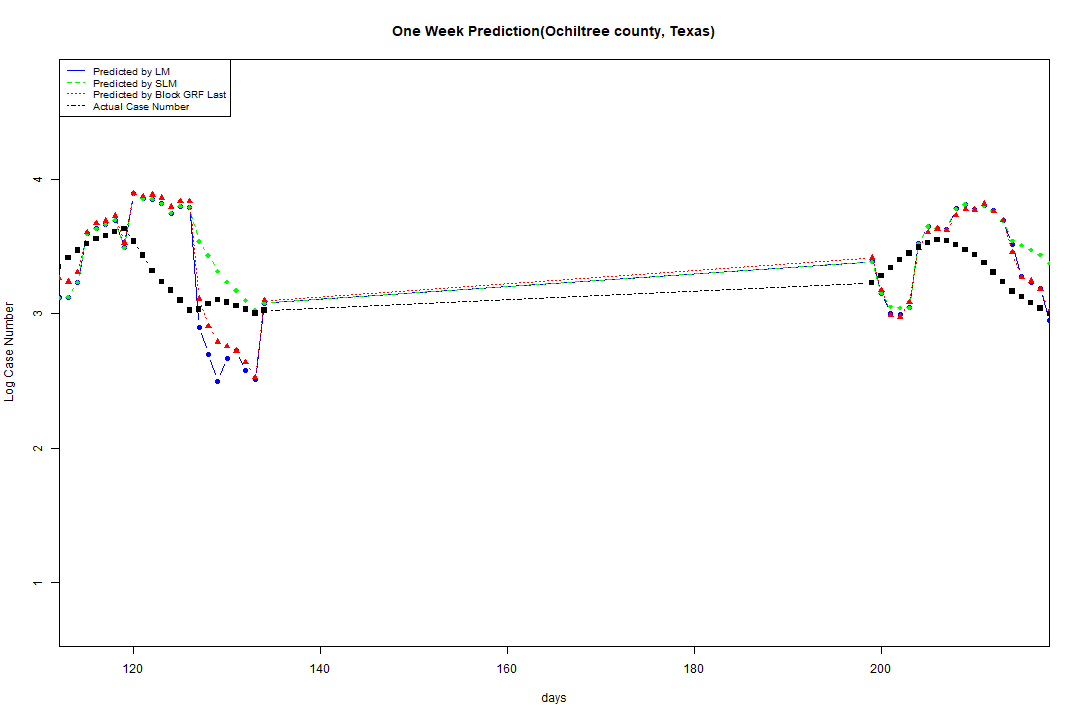 One Week Prediction(Ochiltree county, Texas)
Predicted by LM
Predicted by SLM
Predicted by Block GRF Last
Actual Case Number
4
3
2
1
Log Case Number
120 140 160 180 200
days